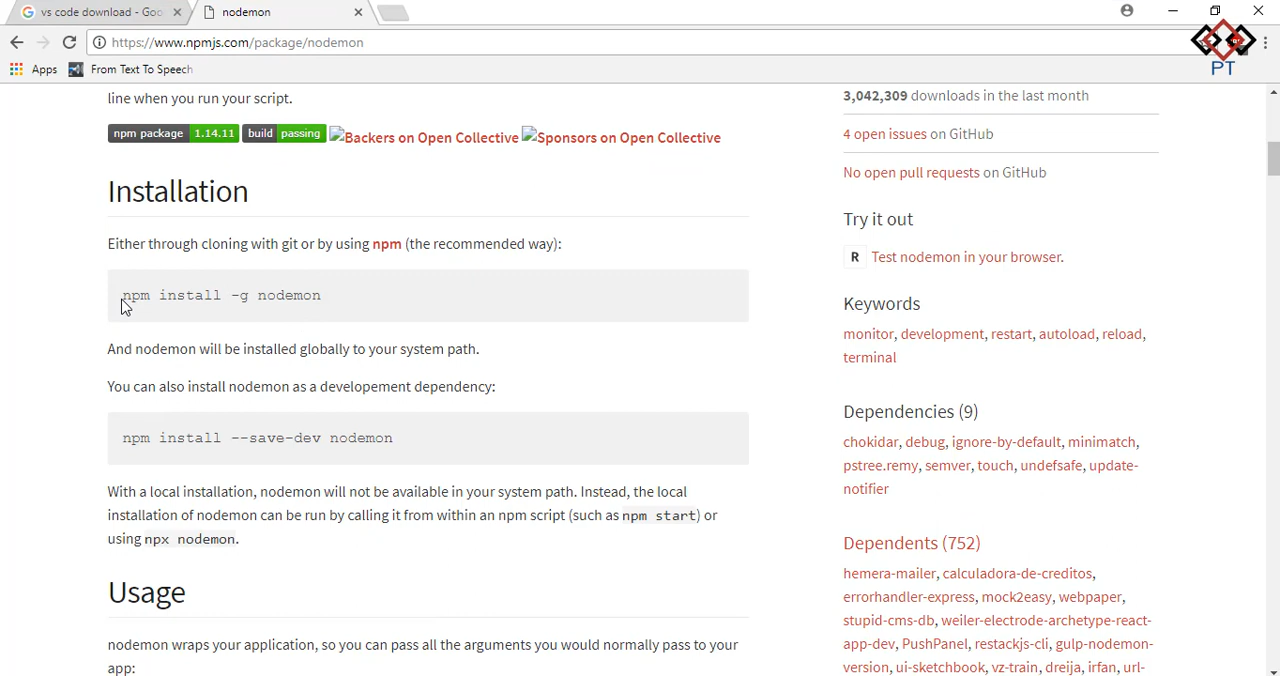 vs code download - Goo
nodemon
https://www.npmjs.com/package/nodemon
PT
Apps
From Text To Speech
line when you run your script.
npm package 1.14.11 build passing Backers on Open Collective Sponsors on Open Collective
Installation
Either through cloning with git or by using npm (the recommended way):
npm install -g nodemon
And nodemon will be installed globally to your system path.
You can also install nodemon as a developement dependency:
npm install --save-dev nodemon
With a local installation, nodemon will not be available in your system path. Instead, the local
installation of nodemon can be run by calling it from within an npm script (such as npm start) or
using npx nodemon.
Usage
nodemon wraps your application, so you can pass all the arguments you would normally pass to your
app:
3,042,309 downloads in the last month
4 open issues on GitHub
No open pull requests on GitHub
Try it out
R Test nodemon in your browser.
Keywords
monitor, development, restart, autoload, reload,
terminal
Dependencies (9)
chokidar, debug, ignore-by-default, minimatch,
pstree.remy, semver, touch, undefsafe, update-
notifier
Dependents (752)
hemera-mailer, calculadora-de-creditos,
errorhandler-express, mock2easy, webpaper,
stupid-cms-db, weiler-electrode-archetype-react-
app-dev, PushPanel, restackjs-cli, gulp-nodemon-
version, ui-sketchbook, vz-train, dreija, irfan, url-